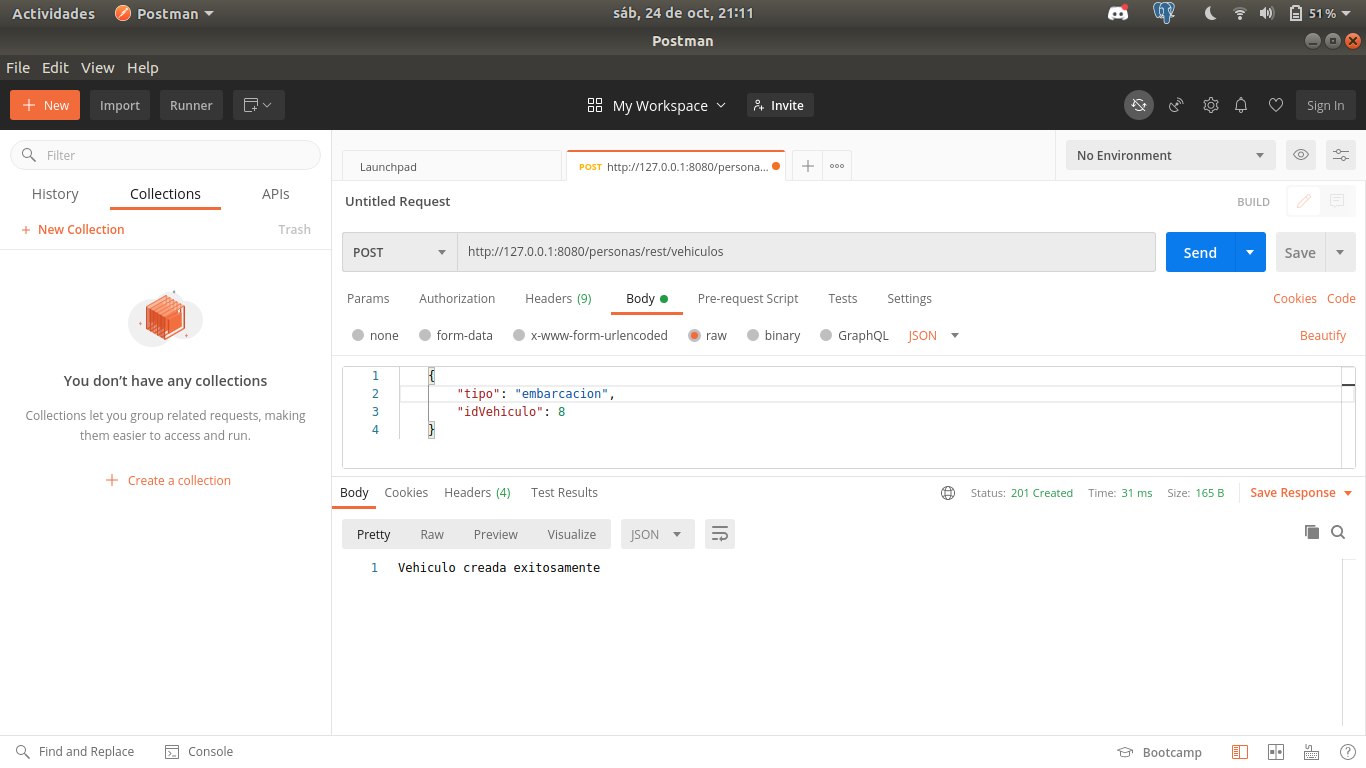 Actividades Postman sáb, 24 de oct, 21:11 51 %
Postman
File Edit View Help
New Import Runner My Workspace Invite Sign In
Filter
History Collections APIs
New Collection Trash
You don’t have any collections
Collections let you group related requests, making
them easier to access and run.
Create a collection
Launchpad POST http://127.0.0.1:8080/persona... No Environment
Untitled Request BUILD
POST http://127.0.0.1:8080/personas/rest/vehiculos Send Save
Params Authorization Headers (9) Body Pre-request Script Tests Settings Cookies Code
none form-data x-www-form-urlencoded raw binary GraphQL JSON Beautify
1 {
2 "tipo": "embarcacion",
3 "idVehiculo": 8
4 }
Body Cookies Headers (4) Test Results Status: 201 Created Time: 31 ms Size: 165 B Save Response
Pretty Raw Preview Visualize JSON
1 Vehiculo creada exitosamente
Find and Replace Console Bootcamp